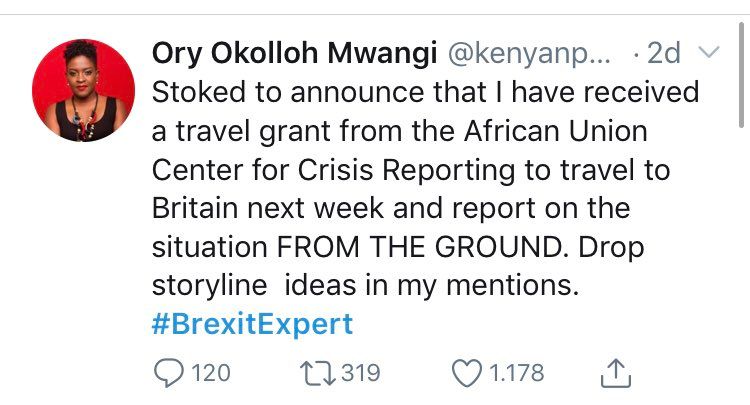 Ory Okolloh Mwangi @kenyanp... · 2d
Stoked to announce that I have received
a travel grant from the African Union
Center for Crisis Reporting to travel to
Britain next week and report on the
situation FROM THE GROUND. Drop
storyline  ideas in my mentions.
#BrexitExpert
120 319 1.178